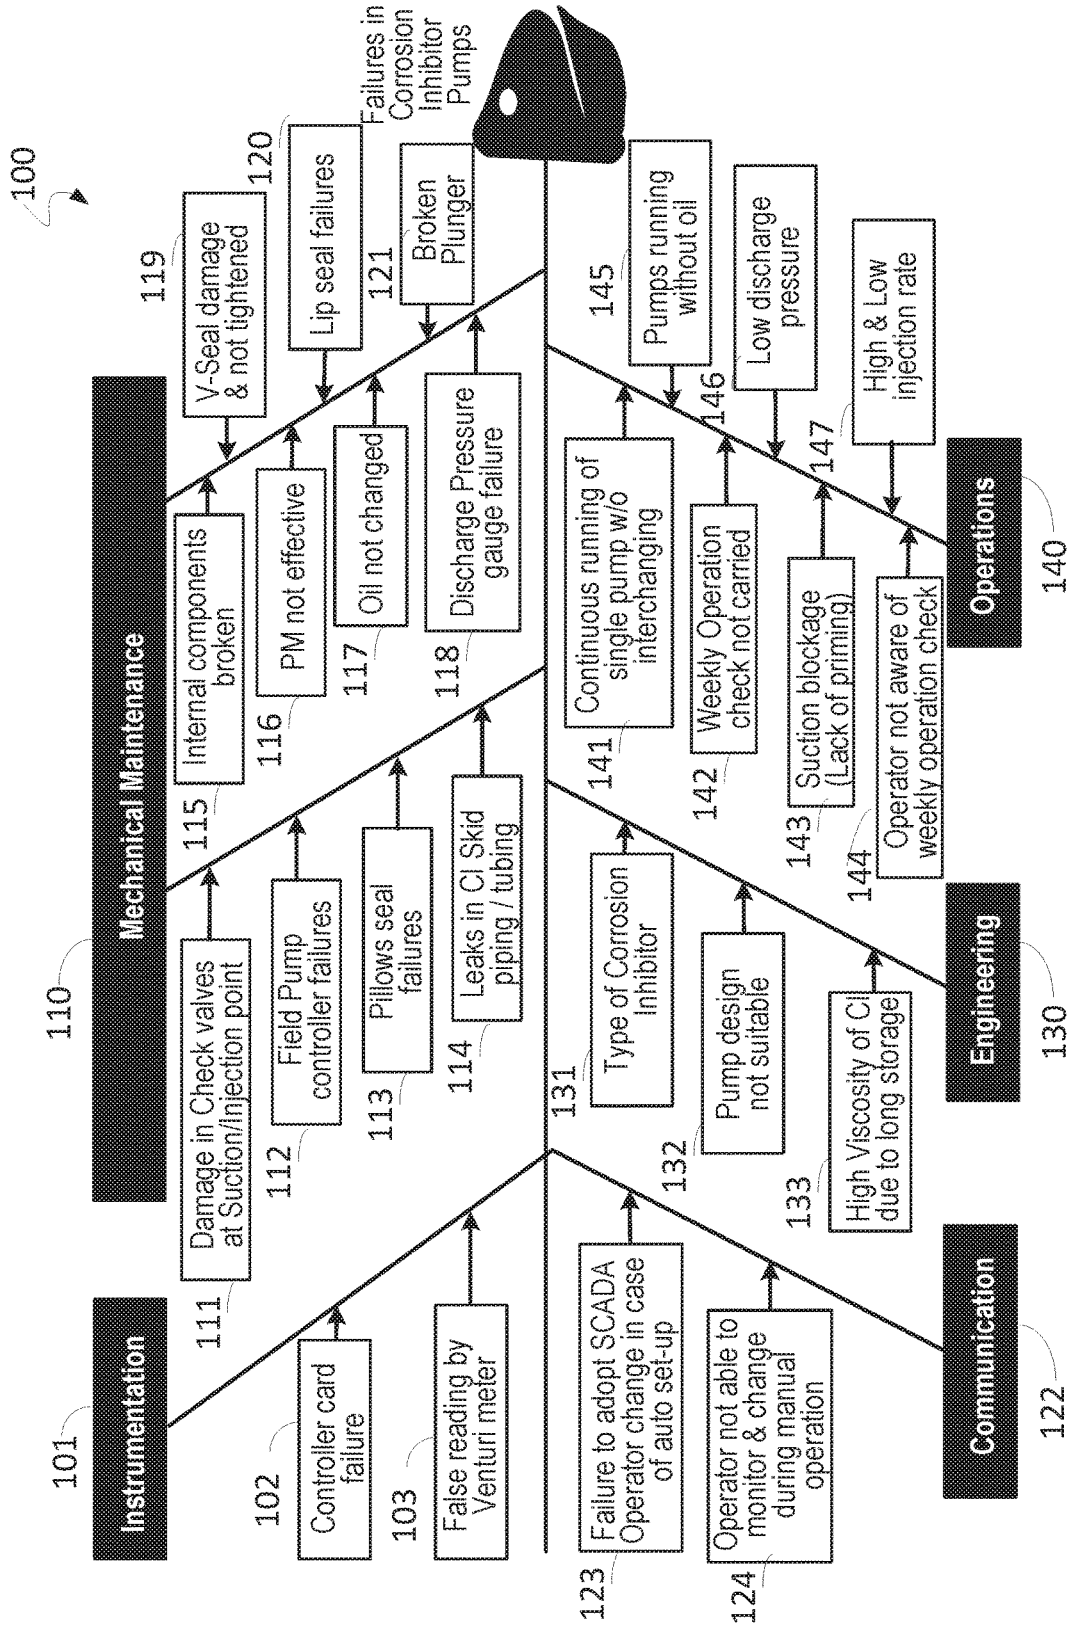 100
101
Instrumentation
102
Controller card
failure
103
False reading by
Venturi meter
110
Mechanical Maintenance
111
Damage in Check valves
at Suction/Injection point
112
Field Pump
controller failures
113
Pillows seal
failures
114
Leaks in CI Skid
piping / tubing
115
Internal components
broken
116
PM not effective
117
Oil not changed
118
Discharge Pressure
gauge failure
119
V-Seal damage
& not tightened
120
Lip seal failures
121
Broken
Plunger
Failures in
Corrosion
Inhibitor
Pumps
123
Failure to adopt SCADA
Operator change in case
of auto set-up
124
Operator not able to
monitor & change
during manual
operation
Communication
122
131
Type of Corrosion
Inhibitor
132
Pump design
not suitable
133
High Viscosity of CI
due to long storage
Engineering
130
141
Continuous running of
single pump w/o
interchanging
142
Weekly Operation
check not carried
143
Suction blockage
(Lack of priming)
144
Operator not aware of
weekly operation check
145
Pumps running
without oil
146
Low discharge
pressure
147
High & Low
injection rate
Operations
140